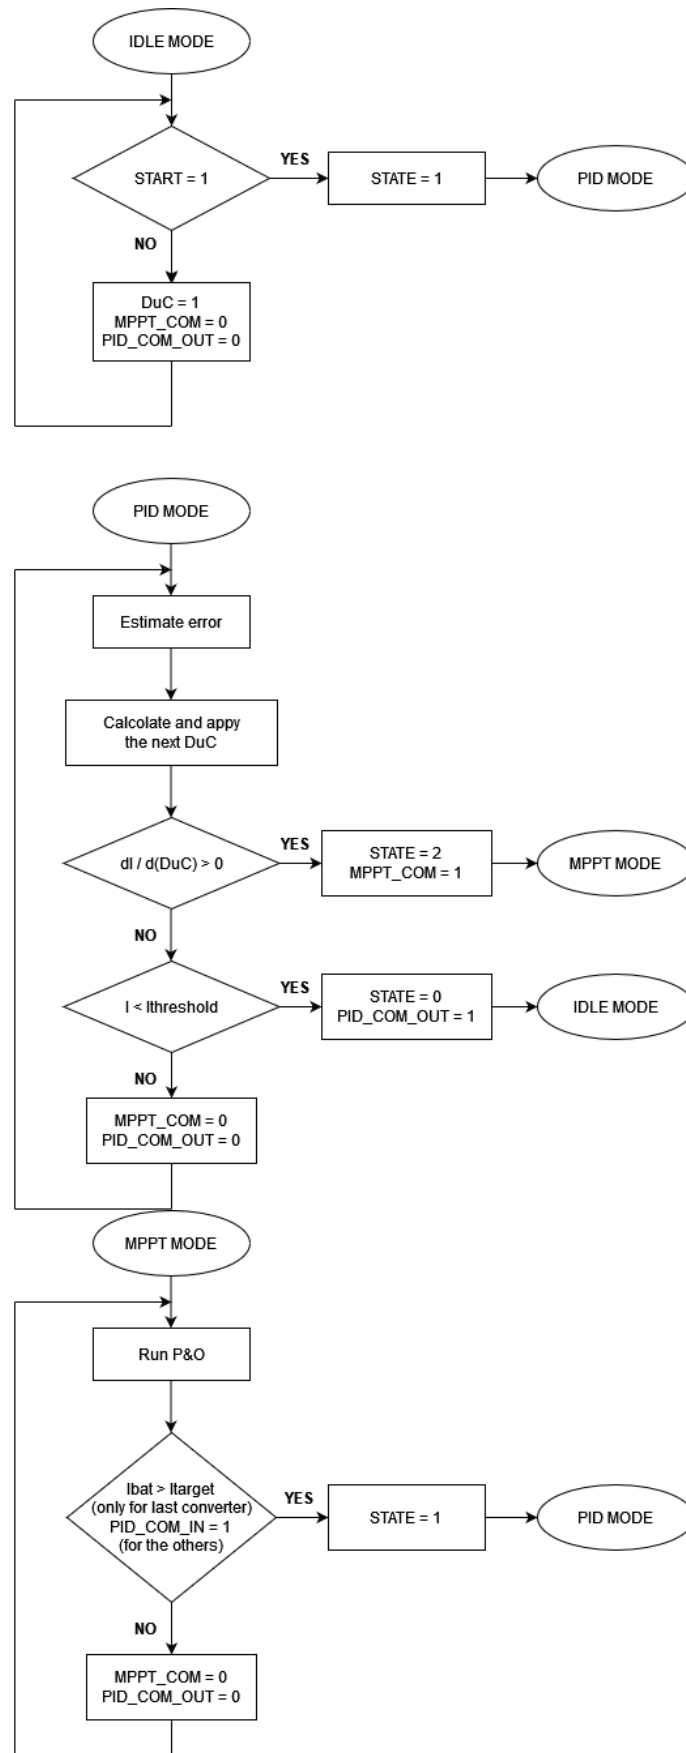 IDLE MODE
START = 1
YES
STATE = 1
PID MODE
NO
DuC = 1
MPPT_COM = 0
PID_COM_OUT = 0
PID MODE
Estimate error
Calcolate and appy
the next DuC
dI / d(DuC) > 0
YES
STATE = 2
MPPT_COM = 1
MPPT MODE
NO
I < Ithreshold
YES
STATE = 0
PID_COM_OUT = 1
IDLE MODE
NO
MPPT_COM = 0
PID_COM_OUT = 0
MPPT MODE
Run P&O
Ibat > Itarget
(only for last converter)
PID_COM_IN = 1
(for the others)
YES
STATE = 1
PID MODE
NO
MPPT_COM = 0
PID_COM_OUT = 0